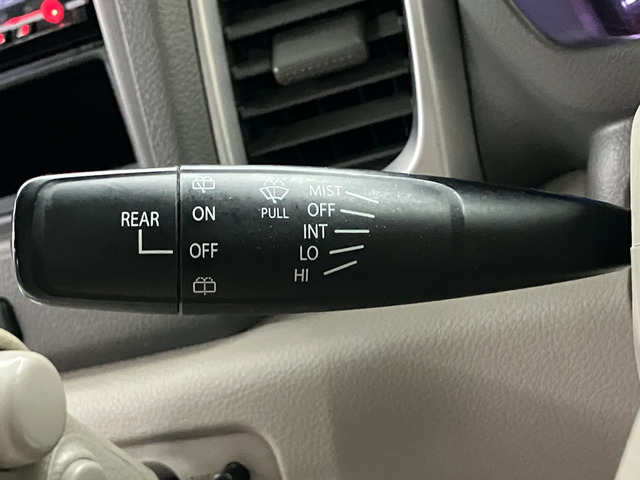 REAR
ON
OFF
PULL
MIST
OFF
INT
LO
HI